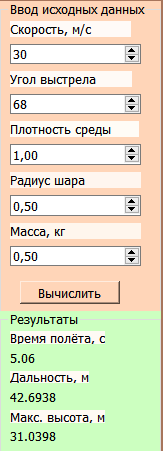 Ввод исходных данных
Скорость, м/с
30
Угол выстрела
68
Плотность среды
1,00
Радиус шара
0,50
Масса, кг
0,50
Вычислить
Результаты
Время полёта, с
5.06
Дальность, м
42.6938
Макс. высота, м
31.0398